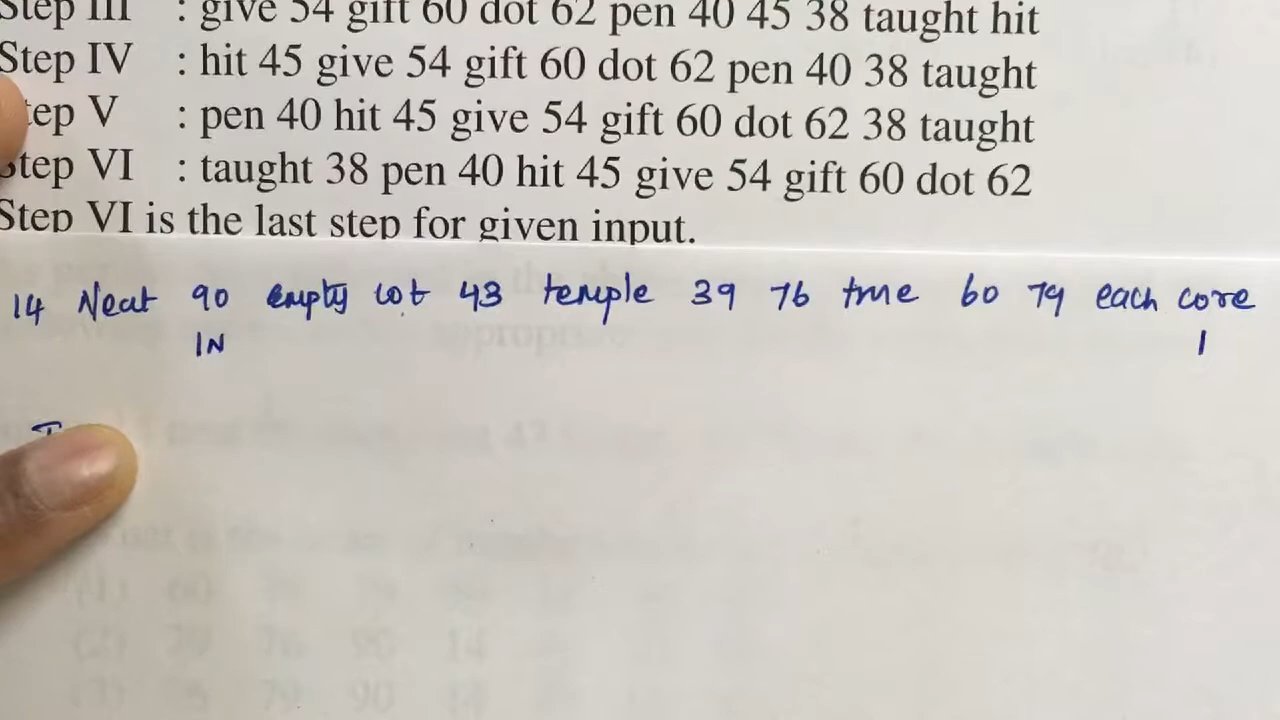 Step III : give 54 gift 60 dot 62 pen 40 45 38 taught hit
Step IV : hit 45 give 54 gift 60 dot 62 pen 40 38 taught
tep V : pen 40 hit 45 give 54 gift 60 dot 62 38 taught
Step VI : taught 38 pen 40 hit 45 give 54 gift 60 dot 62
Step VI is the last step for given input.
14 Neat 90 empty cot 43 temple 39 76 true 60 79 each core
1N 1